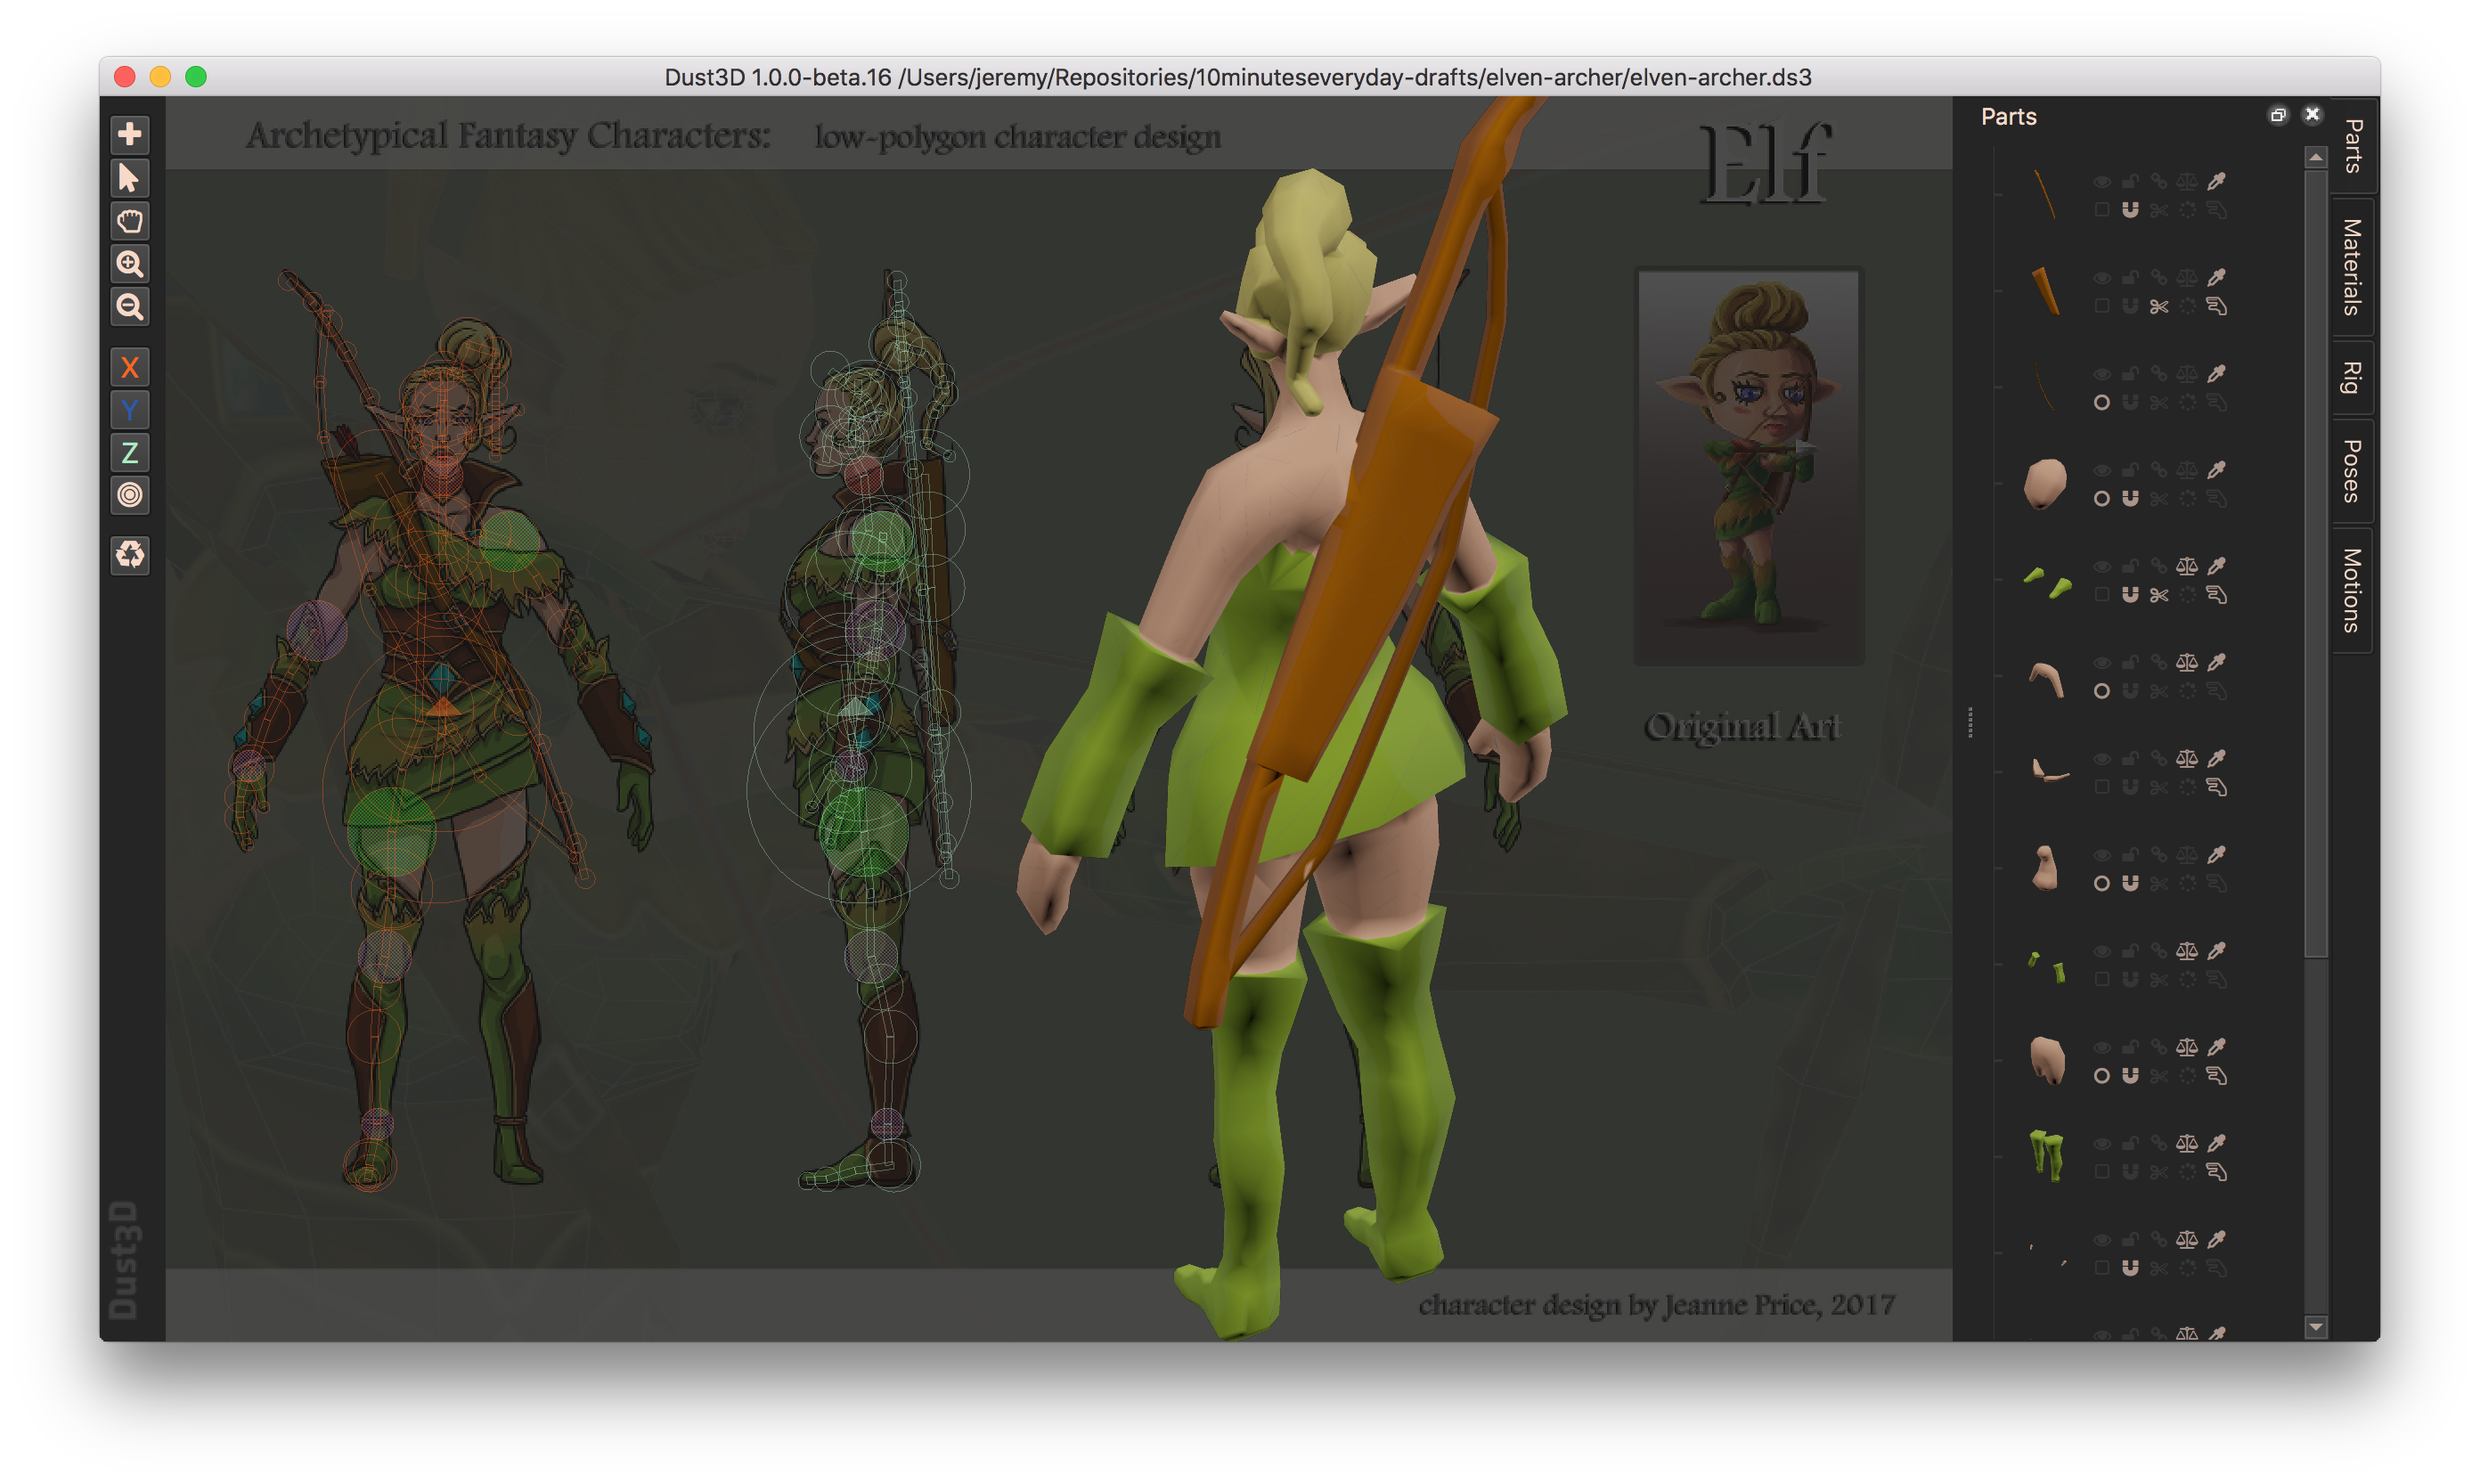 Dust3D 1.0.0-beta.16 /Users/jeremy/Repositories/10minuteseveryday-drafts/elven-archer/elven-archer.ds3
Parts
Archetypical Fantasy Characters: low-polygon character design
Elf
X
Y
Z
Original Art
character design by Jeanne Price, 2017
Dust3D
Parts
Materials
Rig
Poses
Motions